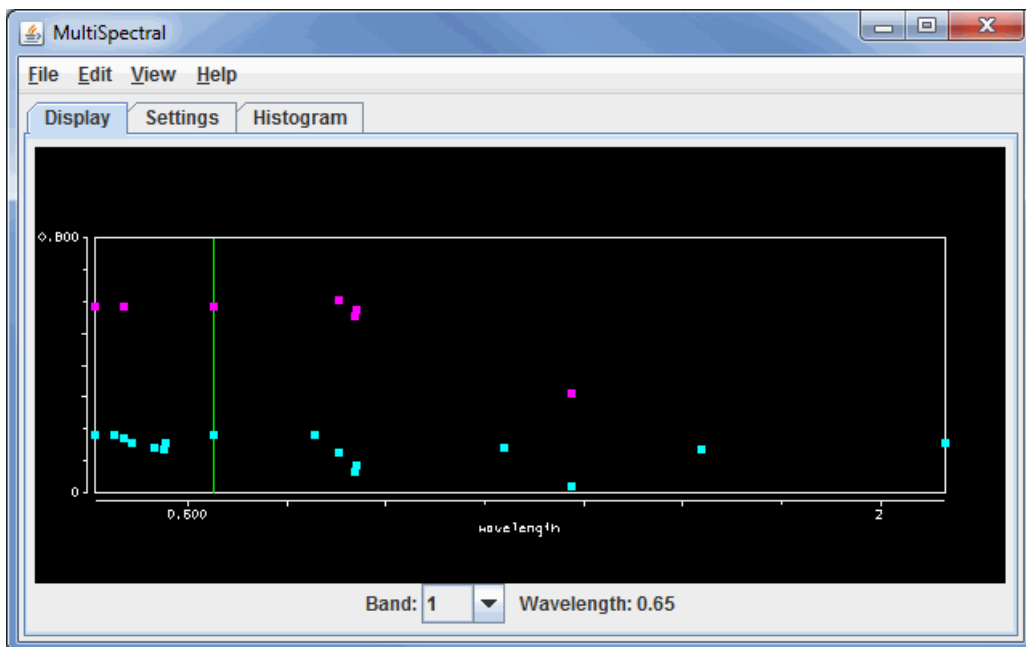 MultiSpectral
File Edit View Help
Display Settings Histogram
0.800
0
0.600
2
wavelength
Band: 1 Wavelength: 0.65